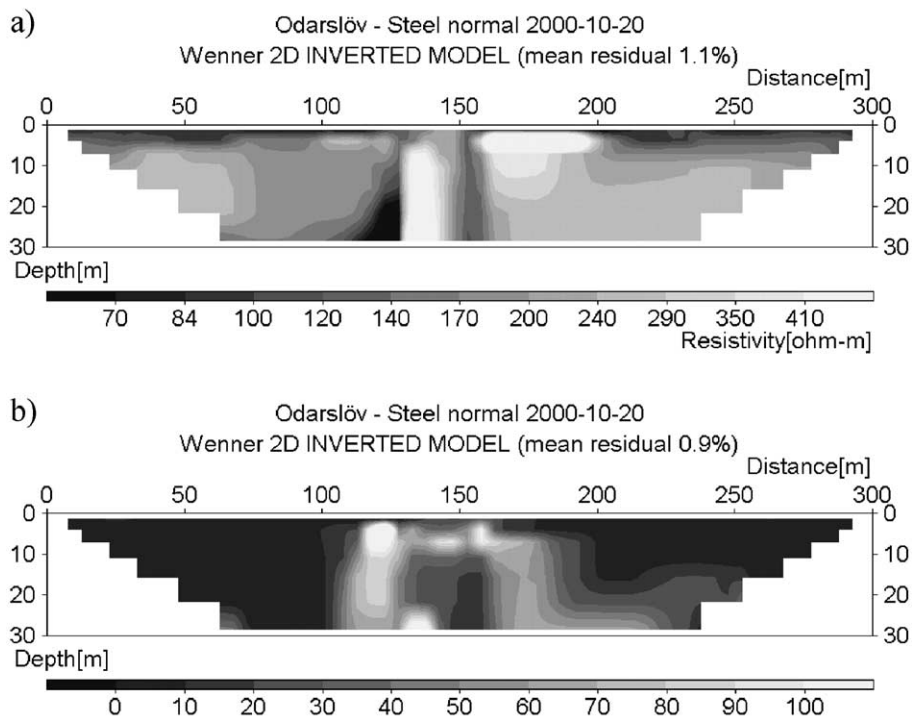 a)
Odarslöv - Steel normal 2000-10-20
Wenner 2D INVERTED MODEL (mean residual 1.1%)
Distance[m]
0 50 100 150 200 250 300
0 0
10 10
20 20
30 30
Depth[m]
70 84 100 120 140 170 200 240 290 350 410
Resistivity[ohm-m]
b)
Odarslöv - Steel normal 2000-10-20
Wenner 2D INVERTED MODEL (mean residual 0.9%)
Distance[m]
0 50 100 150 200 250 300
0 0
10 10
20 20
30 30
Depth[m]
0 10 20 30 40 50 60 70 80 90 100